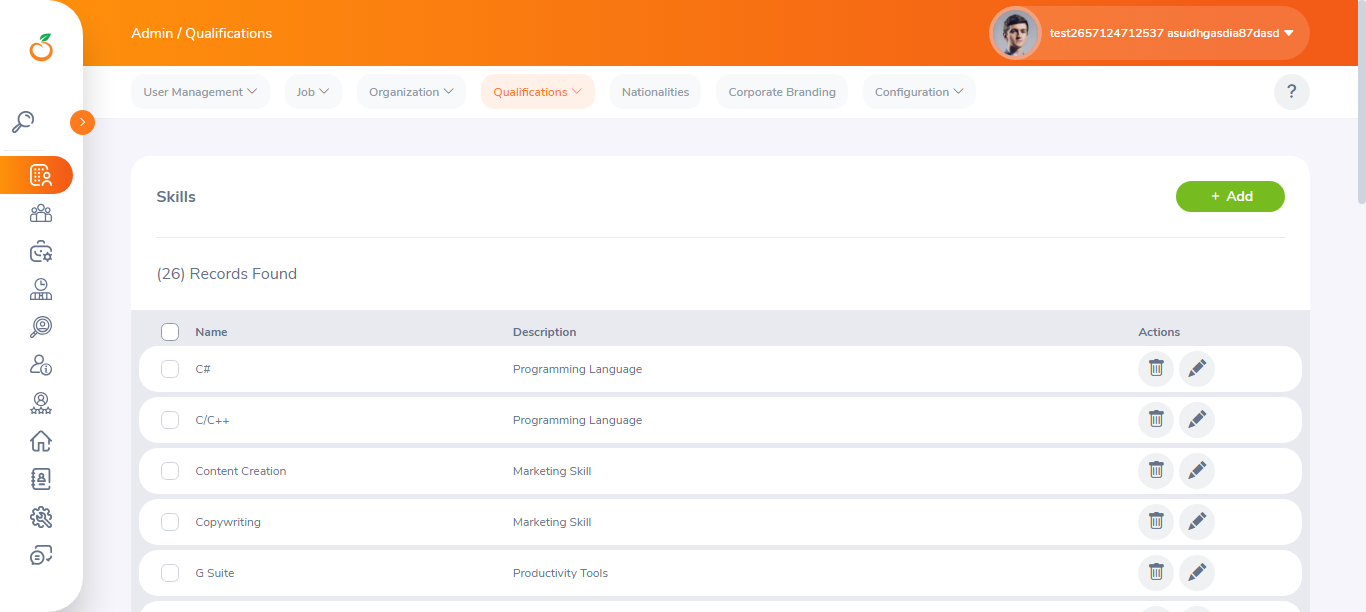 Admin / Qualifications
test2657124712537 asuidhgasdia87dasd
User Management
Job
Organization
Qualifications
Nationalities
Corporate Branding
Configuration
?
Skills
+ Add
(26) Records Found
Name Description Actions
C# Programming Language
C/C++ Programming Language
Content Creation Marketing Skill
Copywriting Marketing Skill
G Suite Productivity Tools